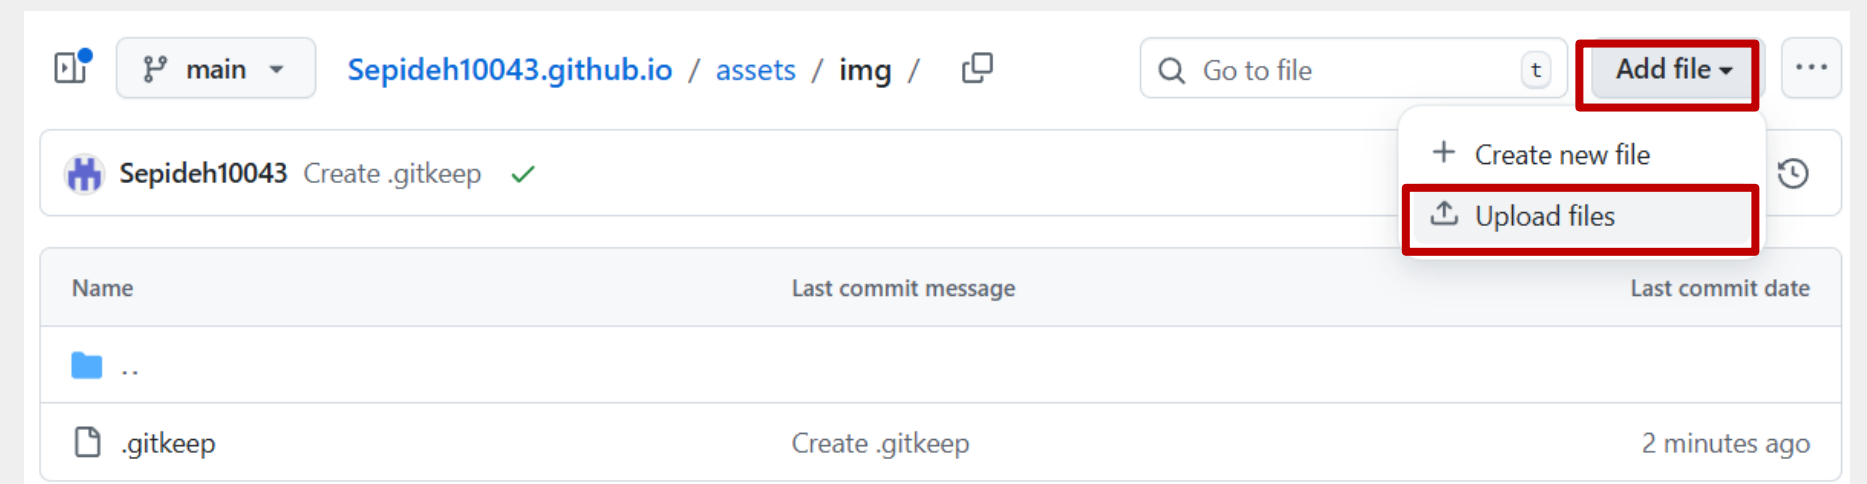 main Sepideh10043.github.io / assets / img / Go to file t Add file
Create new file
Sepideh10043 Create .gitkeep
Upload files
Name Last commit message Last commit date
..
.gitkeep Create .gitkeep 2 minutes ago